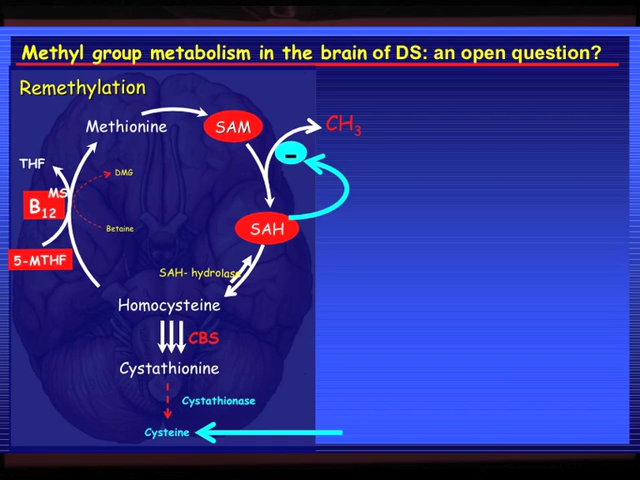 Methyl group metabolism in the brain of DS: an open question?
Remethylation
Methionine
SAM
CH3
THF
DMG
–
MS
B12
Betaine
SAH
5-MTHF
SAH- hydrolase
Homocysteine
CBS
Cystathionine
Cystathionase
Cysteine